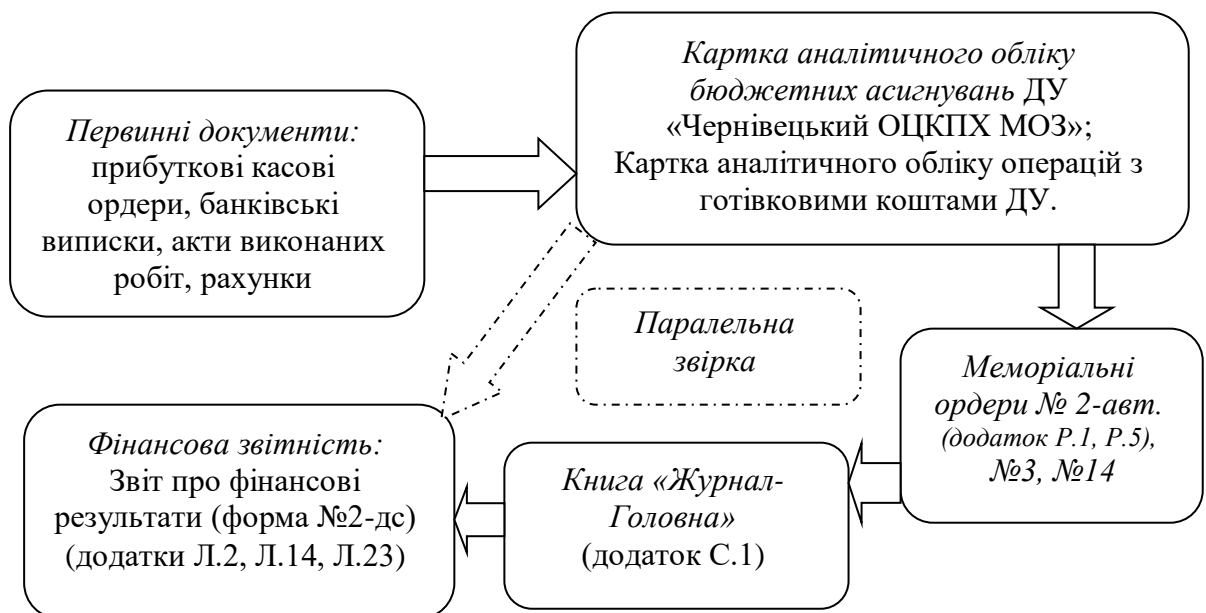 Первинні документи:
прибуткові касові
ордери, банківські
виписки, акти виконаних
робіт, рахунки
Картка аналітичного обліку
бюджетних асигнувань ДУ
«Чернівецький ОЦКПХ МОЗ»;
Картка аналітичного обліку операцій з
готівковими коштами ДУ.
Паралельна
звірка
Меморіальні
ордери № 2-авт.
(додаток Р.1, Р.5),
№3, №14
Книга «Журнал-
Головна»
(додаток С.1)
Фінансова звітність:
Звіт про фінансові
результати (форма №2-дс)
(додатки Л.2, Л.14, Л.23)